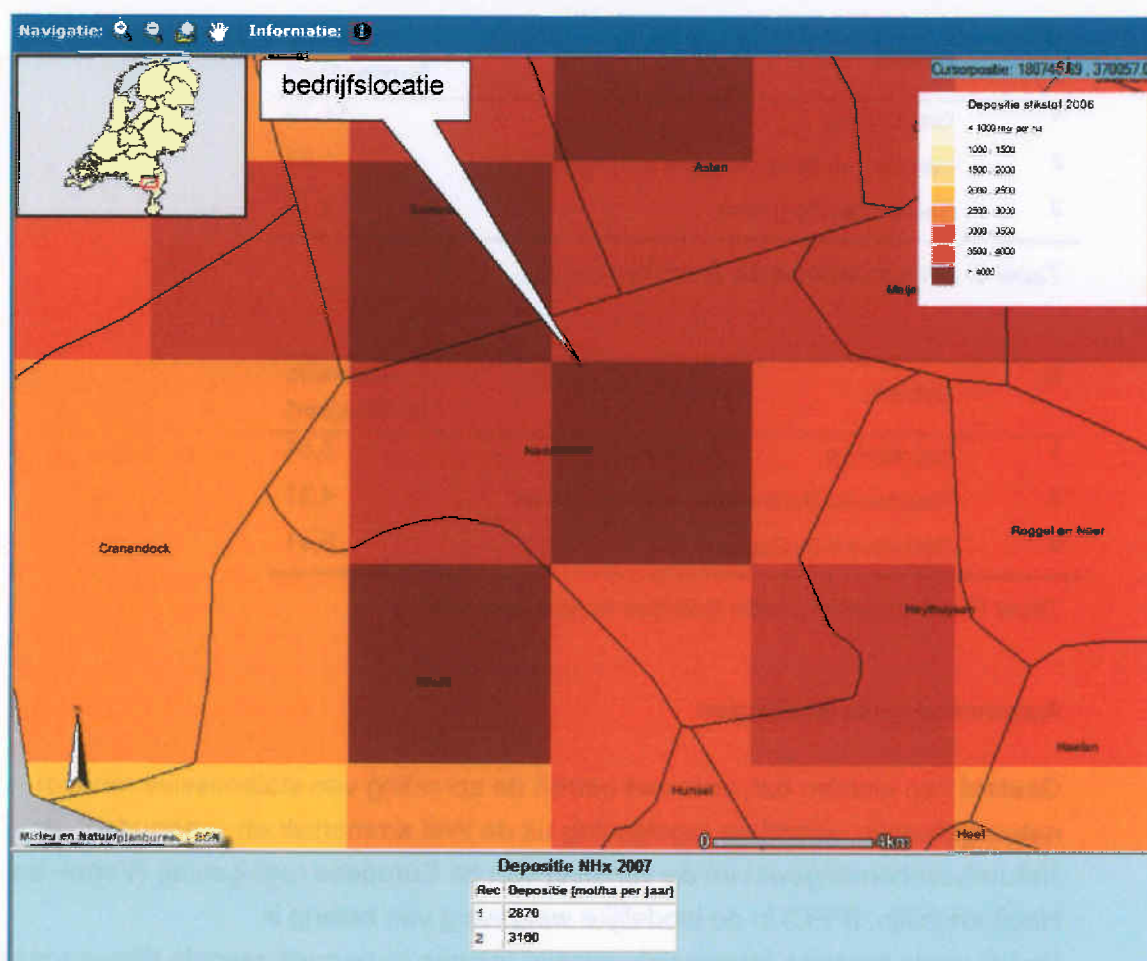 Navigatie: Informatie:
bedrijfslocatie
Cursorpositie:
Depositie stikstof 2006
< 1000 mol per ha
1000 - 1500
1500 - 2000
2000 - 2500
2500 - 3000
3000 - 3500
3500 - 4000
> 4000
Asten
Cranendock
Roggel en Neer
Heythuysen
Haelen
Hunsel
Heel
Milieu en Natuurplanbureau
0 4km
Depositie NHx 2007
Rec Depositie (mol/ha per jaar)
1 2870
2 3160